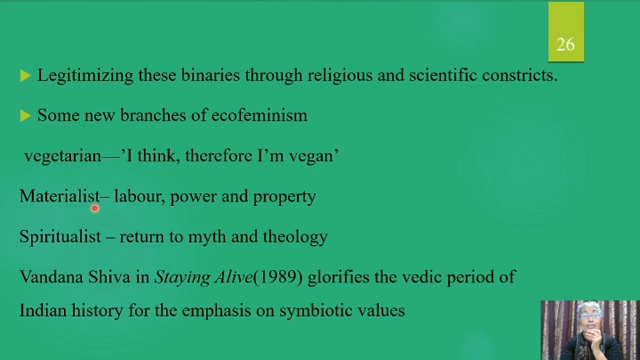 26
Legitimizing these binaries through religious and scientific constricts.
Some new branches of ecofeminism
vegetarian—’I think, therefore I’m vegan’
Materialist– labour, power and property
Spiritualist – return to myth and theology
Vandana Shiva in Staying Alive(1989) glorifies the vedic period of
Indian history for the emphasis on symbiotic values